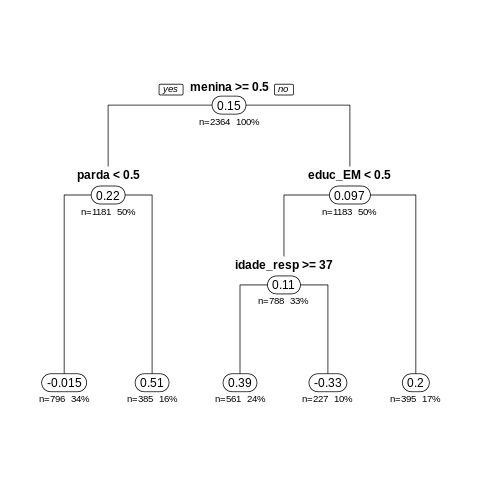 yes menina >= 0.5 no
0.15
n=2364 100%
parda < 0.5 educ_EM < 0.5
0.22 0.097
n=1181 50% n=1183 50%
idade_resp >= 37
0.11
n=788 33%
-0.015 0.51 0.39 -0.33 0.2
n=796 34% n=385 16% n=561 24% n=227 10% n=395 17%